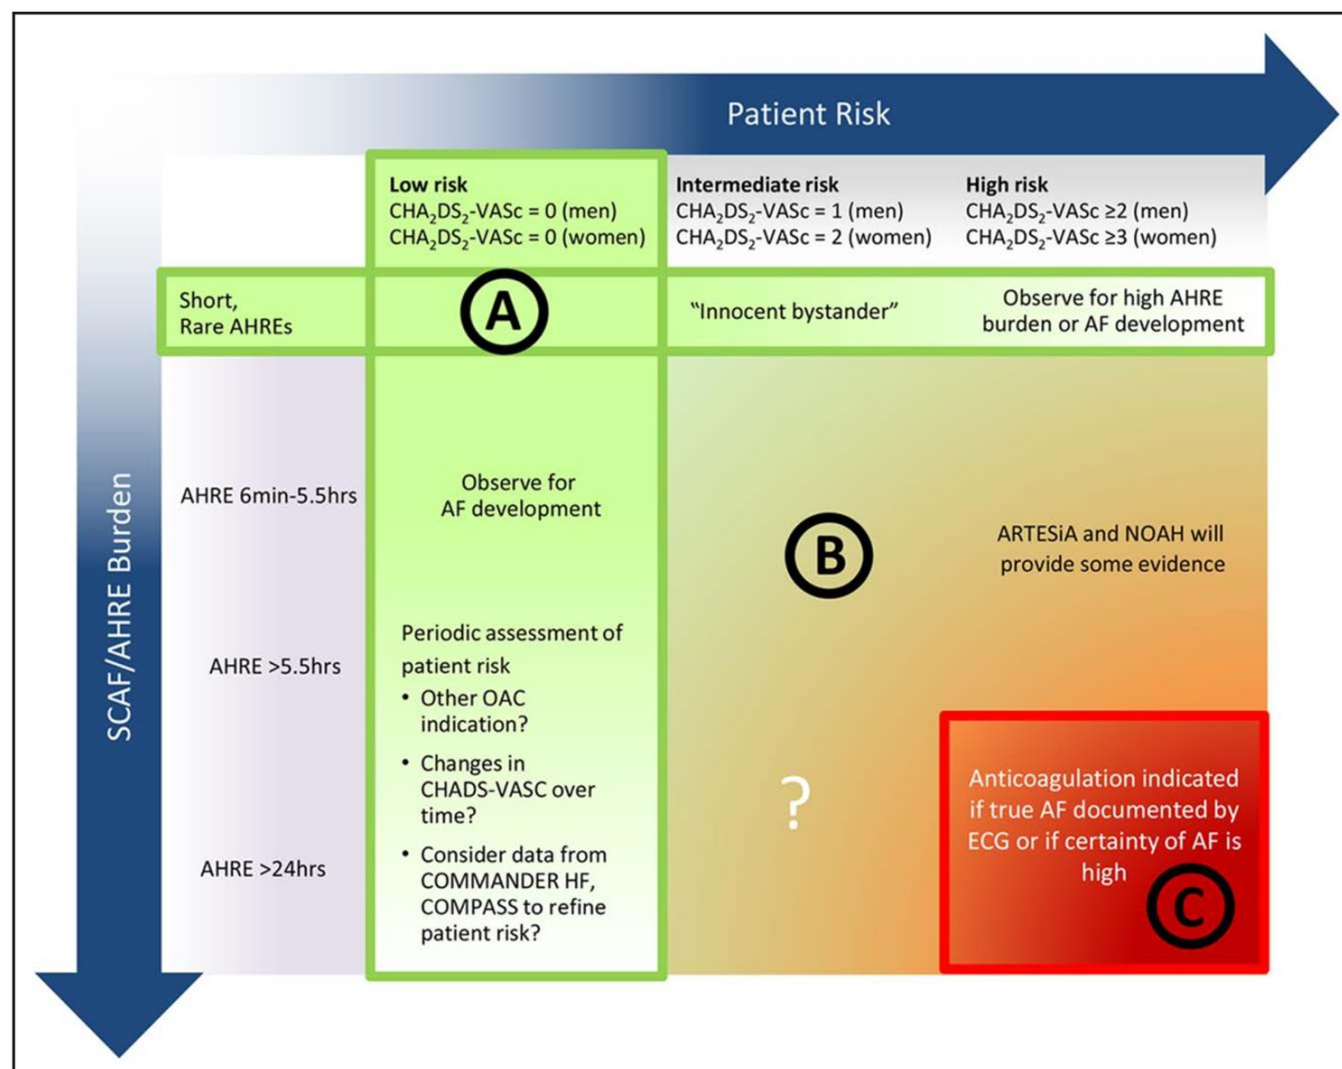 Patient Risk
Low risk
CHA₂DS₂-VASc = 0 (men)
CHA₂DS₂-VASc = 0 (women)
Intermediate risk
CHA₂DS₂-VASc = 1 (men)
CHA₂DS₂-VASc = 2 (women)
High risk
CHA₂DS₂-VASc ≥2 (men)
CHA₂DS₂-VASc ≥3 (women)
SCAF/AHRE Burden
Short,
Rare AHREs
A
"Innocent bystander"
Observe for high AHRE
burden or AF development
AHRE 6min-5.5hrs
Observe for
AF development
B
ARTESiA and NOAH will
provide some evidence
AHRE >5.5hrs
Periodic assessment of
patient risk
• Other OAC
indication?
• Changes in
CHADS-VASC over
time?
• Consider data from
COMMANDER HF,
COMPASS to refine
patient risk?
AHRE >24hrs
?
Anticoagulation indicated
if true AF documented by
ECG or if certainty of AF is
high
C